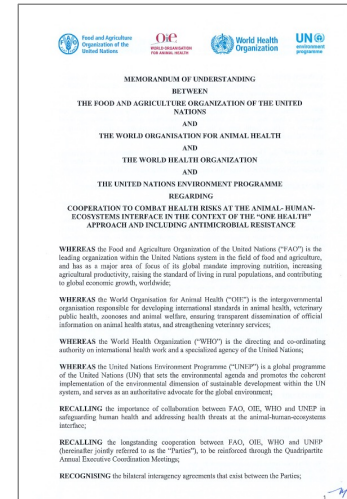 Food and Agriculture
Organization of the
United Nations
Oie
WORLD ORGANISATION
FOR ANIMAL HEALTH
World Health
Organization
UN
environment
programme
MEMORANDUM OF UNDERSTANDING
BETWEEN
THE FOOD AND AGRICULTURE ORGANIZATION OF THE UNITED
NATIONS
AND
THE WORLD ORGANISATION FOR ANIMAL HEALTH
AND
THE WORLD HEALTH ORGANIZATION
AND
THE UNITED NATIONS ENVIRONMENT PROGRAMME
REGARDING
COOPERATION TO COMBAT HEALTH RISKS AT THE ANIMAL- HUMAN-
ECOSYSTEMS INTERFACE IN THE CONTEXT OF THE “ONE HEALTH”
APPROACH AND INCLUDING ANTIMICROBIAL RESISTANCE
WHEREAS the Food and Agriculture Organization of the United Nations (“FAO”) is the
leading organization within the United Nations system in the field of food and agriculture,
and has as a major area of focus of its global mandate improving nutrition, increasing
agricultural productivity, raising the standard of living in rural populations, and contributing
to global economic growth, worldwide;
WHEREAS the World Organisation for Animal Health (“OIE”) is the intergovernmental
organisation responsible for developing international standards in animal health, veterinary
public health, zoonoses and animal welfare, ensuring transparent dissemination of official
information on animal health status, and strengthening veterinary services;
WHEREAS the World Health Organization (“WHO”) is the directing and co-ordinating
authority on international health work and a specialized agency of the United Nations;
WHEREAS the United Nations Environment Programme (“UNEP”) is a global programme
of the United Nations (UN) that sets the environmental agenda and promotes the coherent
implementation of the environmental dimension of sustainable development within the UN
system, and serves as an authoritative advocate for the global environment;
RECALLING the importance of collaboration between FAO, OIE, WHO and UNEP in
safeguarding human health and addressing health threats at the animal-human-ecosystems
interface;
RECALLING the longstanding cooperation between FAO, OIE, WHO and UNEP
(hereinafter jointly referred to as the “Parties”), to be reinforced through the Quadripartite
Annual Executive Coordination Meetings;
RECOGNISING the bilateral interagency agreements that exist between the Parties;
1